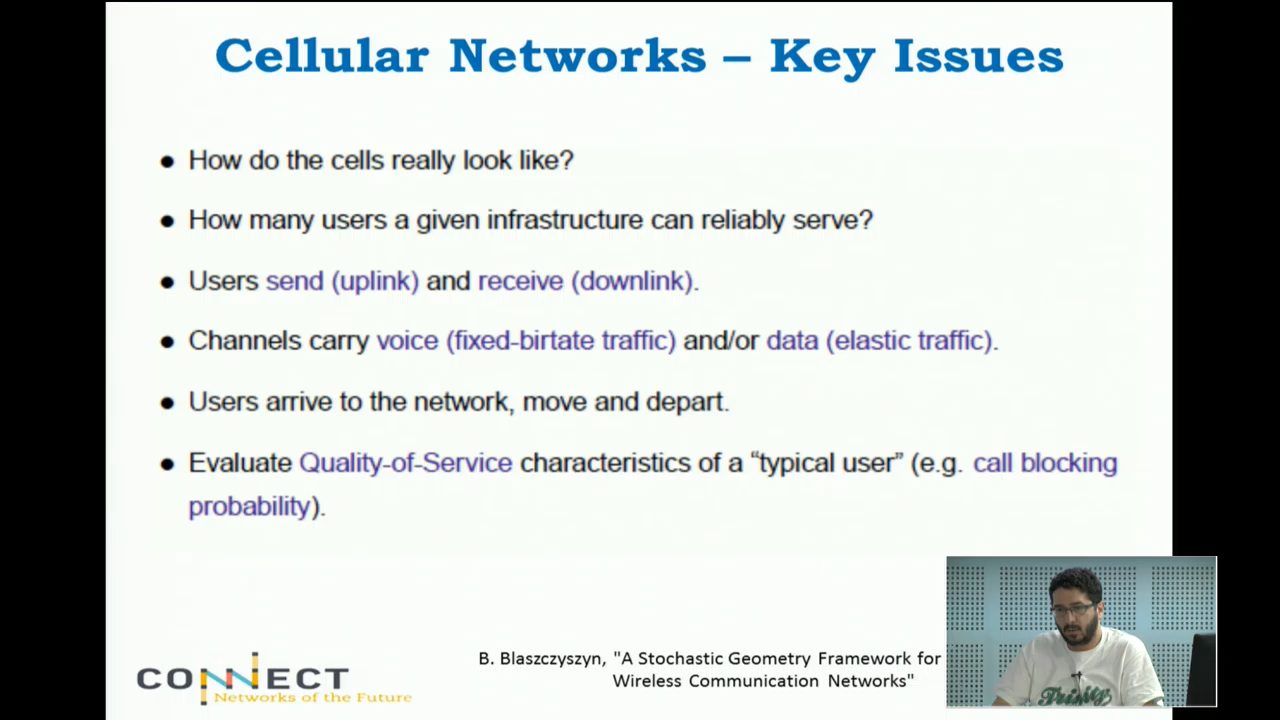 Cellular Networks – Key Issues
● How do the cells really look like?
● How many users a given infrastructure can reliably serve?
● Users send (uplink) and receive (downlink).
● Channels carry voice (fixed-birtate traffic) and/or data (elastic traffic).
● Users arrive to the network, move and depart.
● Evaluate Quality-of-Service characteristics of a “typical user” (e.g. call blocking
probability).
B. Blaszczyszyn, "A Stochastic Geometry Framework for
Wireless Communication Networks"
CONNECT
Networks of the Future
Trinity